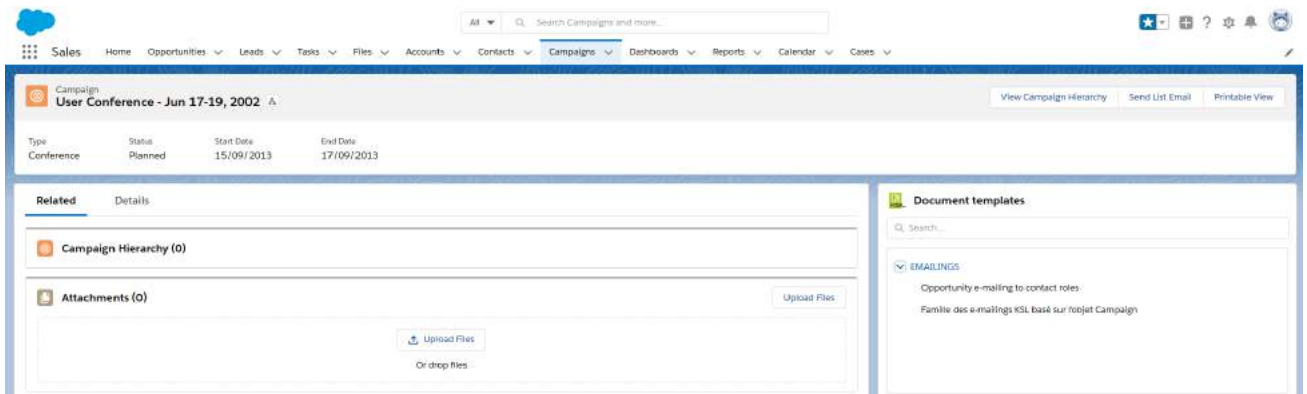 All
Search Campaigns and more...
Sales Home Opportunities Leads Tasks Files Accounts Contacts Campaigns Dashboards Reports Calendar Cases
Campaign
User Conference - Jun 17-19, 2002
View Campaign Hierarchy Send List Email Printable View
Type Status Start Date End Date
Conference Planned 15/09/2013 17/09/2013
Related Details
Document templates
Search...
Campaign Hierarchy (0)
EMAILINGS
Opportunity e-mailing to contact roles
Famille des e-mailings KSL basé sur l'objet Campaign
Attachments (0)
Upload Files
Upload Files
Or drop files